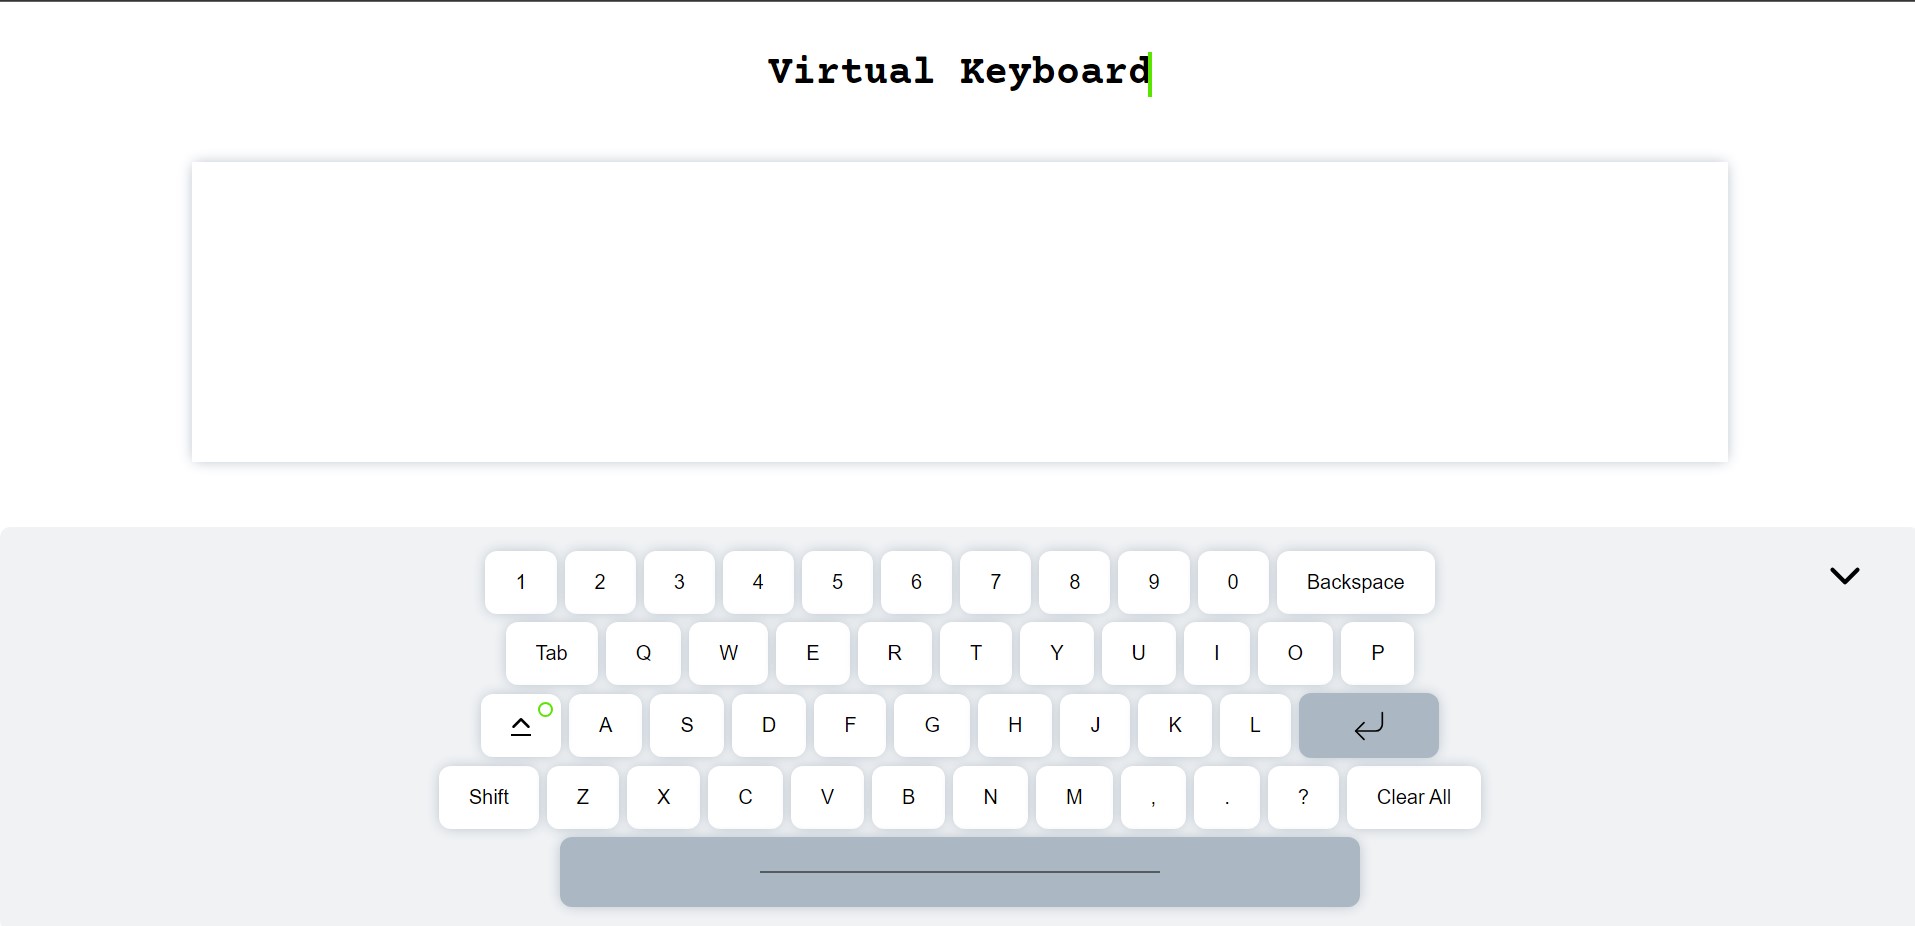 Virtual Keyboard
1 2 3 4 5 6 7 8 9 0 Backspace
Tab Q W E R T Y U I O P
A S D F G H J K L
Shift Z X C V B N M , . ? Clear All